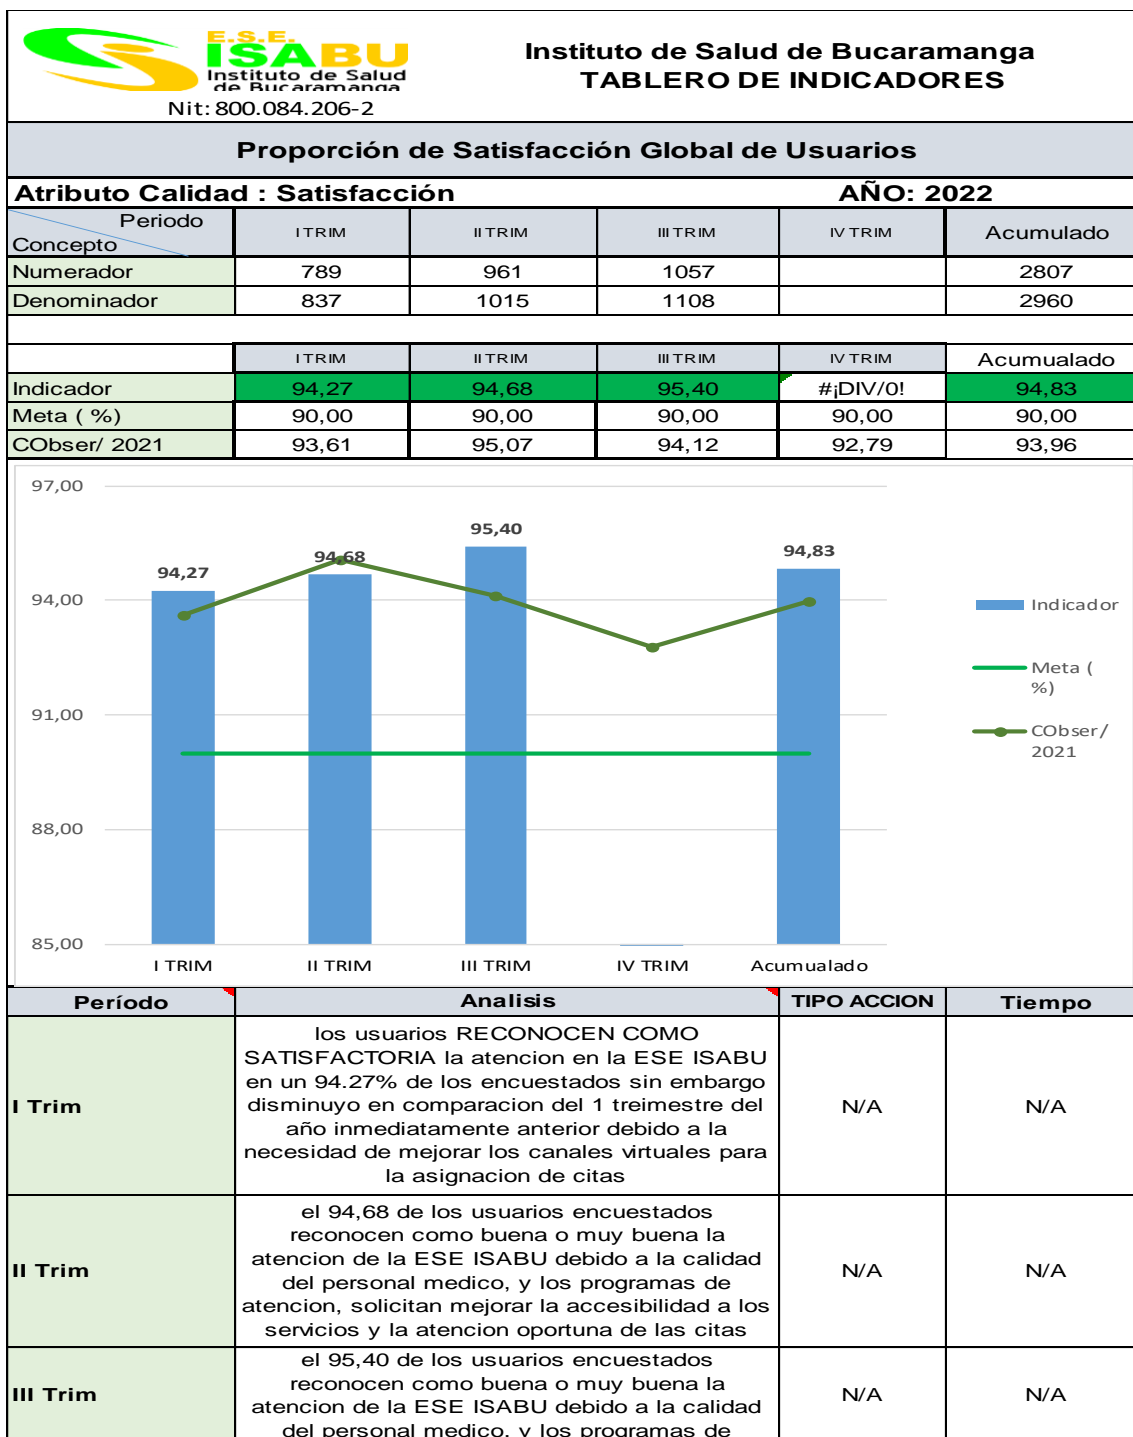 E.S.E.
ISABU
Instituto de Salud
de Bucaramanga
Nit: 800.084.206-2
Instituto de Salud de Bucaramanga
TABLERO DE INDICADORES
Proporción de Satisfacción Global de Usuarios
Atributo Calidad : Satisfacción AÑO: 2022
Periodo
Concepto
I TRIM II TRIM III TRIM IV TRIM Acumulado
Numerador 789 961 1057 2807
Denominador 837 1015 1108 2960
I TRIM II TRIM III TRIM IV TRIM Acumualado
Indicador 94,27 94,68 95,40 #¡DIV/0! 94,83
Meta ( %) 90,00 90,00 90,00 90,00 90,00
CObser/ 2021 93,61 95,07 94,12 92,79 93,96
97,00
94,00
91,00
88,00
85,00
94,27
94,68
95,40
94,83
I TRIM II TRIM III TRIM IV TRIM Acumualado
Indicador
Meta (
%)
CObser/
2021
Período Analisis TIPO ACCION Tiempo
I Trim
los usuarios RECONOCEN COMO
SATISFACTORIA la atencion en la ESE ISABU
en un 94.27% de los encuestados sin embargo
disminuyo en comparacion del 1 treimestre del
año inmediatamente anterior debido a la
necesidad de mejorar los canales virtuales para
la asignacion de citas
N/A N/A
II Trim
el 94,68 de los usuarios encuestados
reconocen como buena o muy buena la
atencion de la ESE ISABU debido a la calidad
del personal medico, y los programas de
atencion, solicitan mejorar la accesibilidad a los
servicios y la atencion oportuna de las citas
N/A N/A
III Trim
el 95,40 de los usuarios encuestados
reconocen como buena o muy buena la
atencion de la ESE ISABU debido a la calidad
del personal medico, y los programas de
N/A N/A